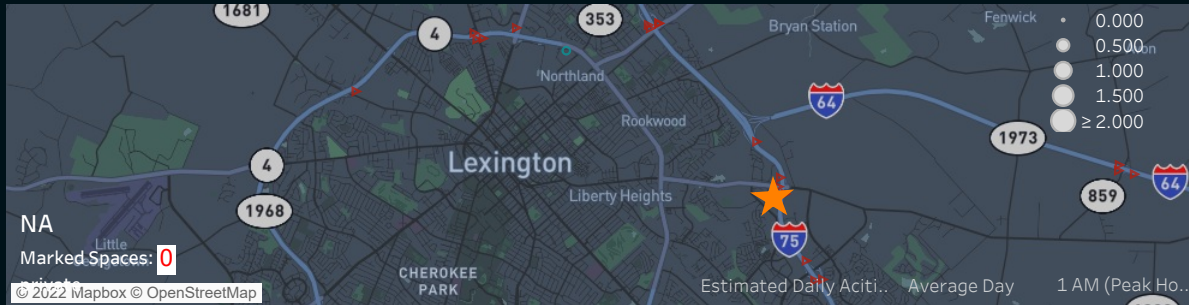 1681
4
353
Bryan Station
Fenwick
0.000
0.500
1.000
1.500
≥ 2.000
Northland
64
Rookwood
1973
4
Lexington
Liberty Heights
64
859
1968
NA
75
Little
Marked Spaces: 0
CHEROKEE
PARK
private
Estimated Daily Aciti..
Average Day
1 AM (Peak Ho..
© 2022 Mapbox © OpenStreetMap